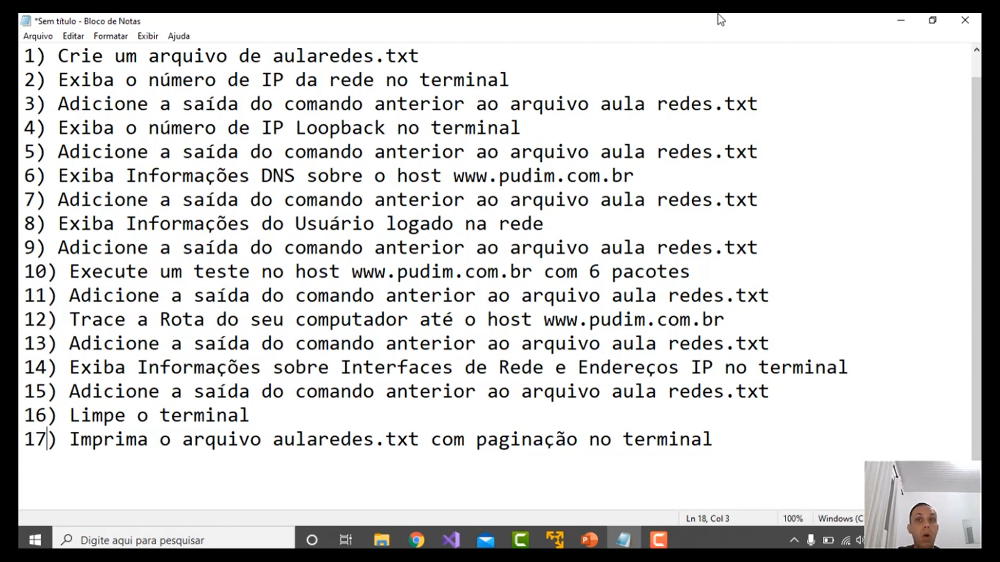 *Sem título - Bloco de Notas
Arquivo Editar Formatar Exibir Ajuda
1) Crie um arquivo de aularedes.txt
2) Exiba o número de IP da rede no terminal
3) Adicione a saída do comando anterior ao arquivo aula redes.txt
4) Exiba o número de IP Loopback no terminal
5) Adicione a saída do comando anterior ao arquivo aula redes.txt
6) Exiba Informações DNS sobre o host www.pudim.com.br
7) Adicione a saída do comando anterior ao arquivo aula redes.txt
8) Exiba Informações do Usuário logado na rede
9) Adicione a saída do comando anterior ao arquivo aula redes.txt
10) Execute um teste no host www.pudim.com.br com 6 pacotes
11) Adicione a saída do comando anterior ao arquivo aula redes.txt
12) Trace a Rota do seu computador até o host www.pudim.com.br
13) Adicione a saída do comando anterior ao arquivo aula redes.txt
14) Exiba Informações sobre Interfaces de Rede e Endereços IP no terminal
15) Adicione a saída do comando anterior ao arquivo aula redes.txt
16) Limpe o terminal
17) Imprima o arquivo aularedes.txt com paginação no terminal
Ln 18, Col 3 100% Windows (C
Digite aqui para pesquisar